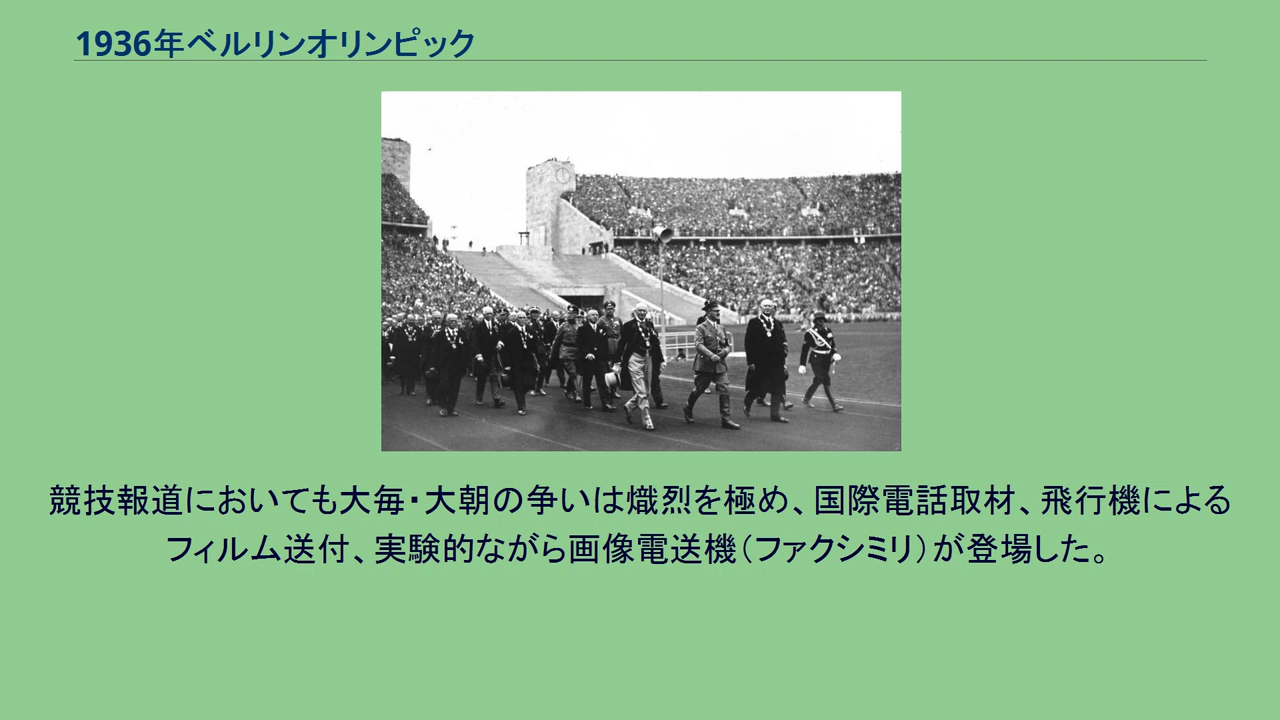 1936年ベルリンオリンピック
競技報道においても大毎・大朝の争いは熾烈を極め、国際電話取材、飛行機による
フィルム送付、実験的ながら画像電送機（ファクシミリ）が登場した。